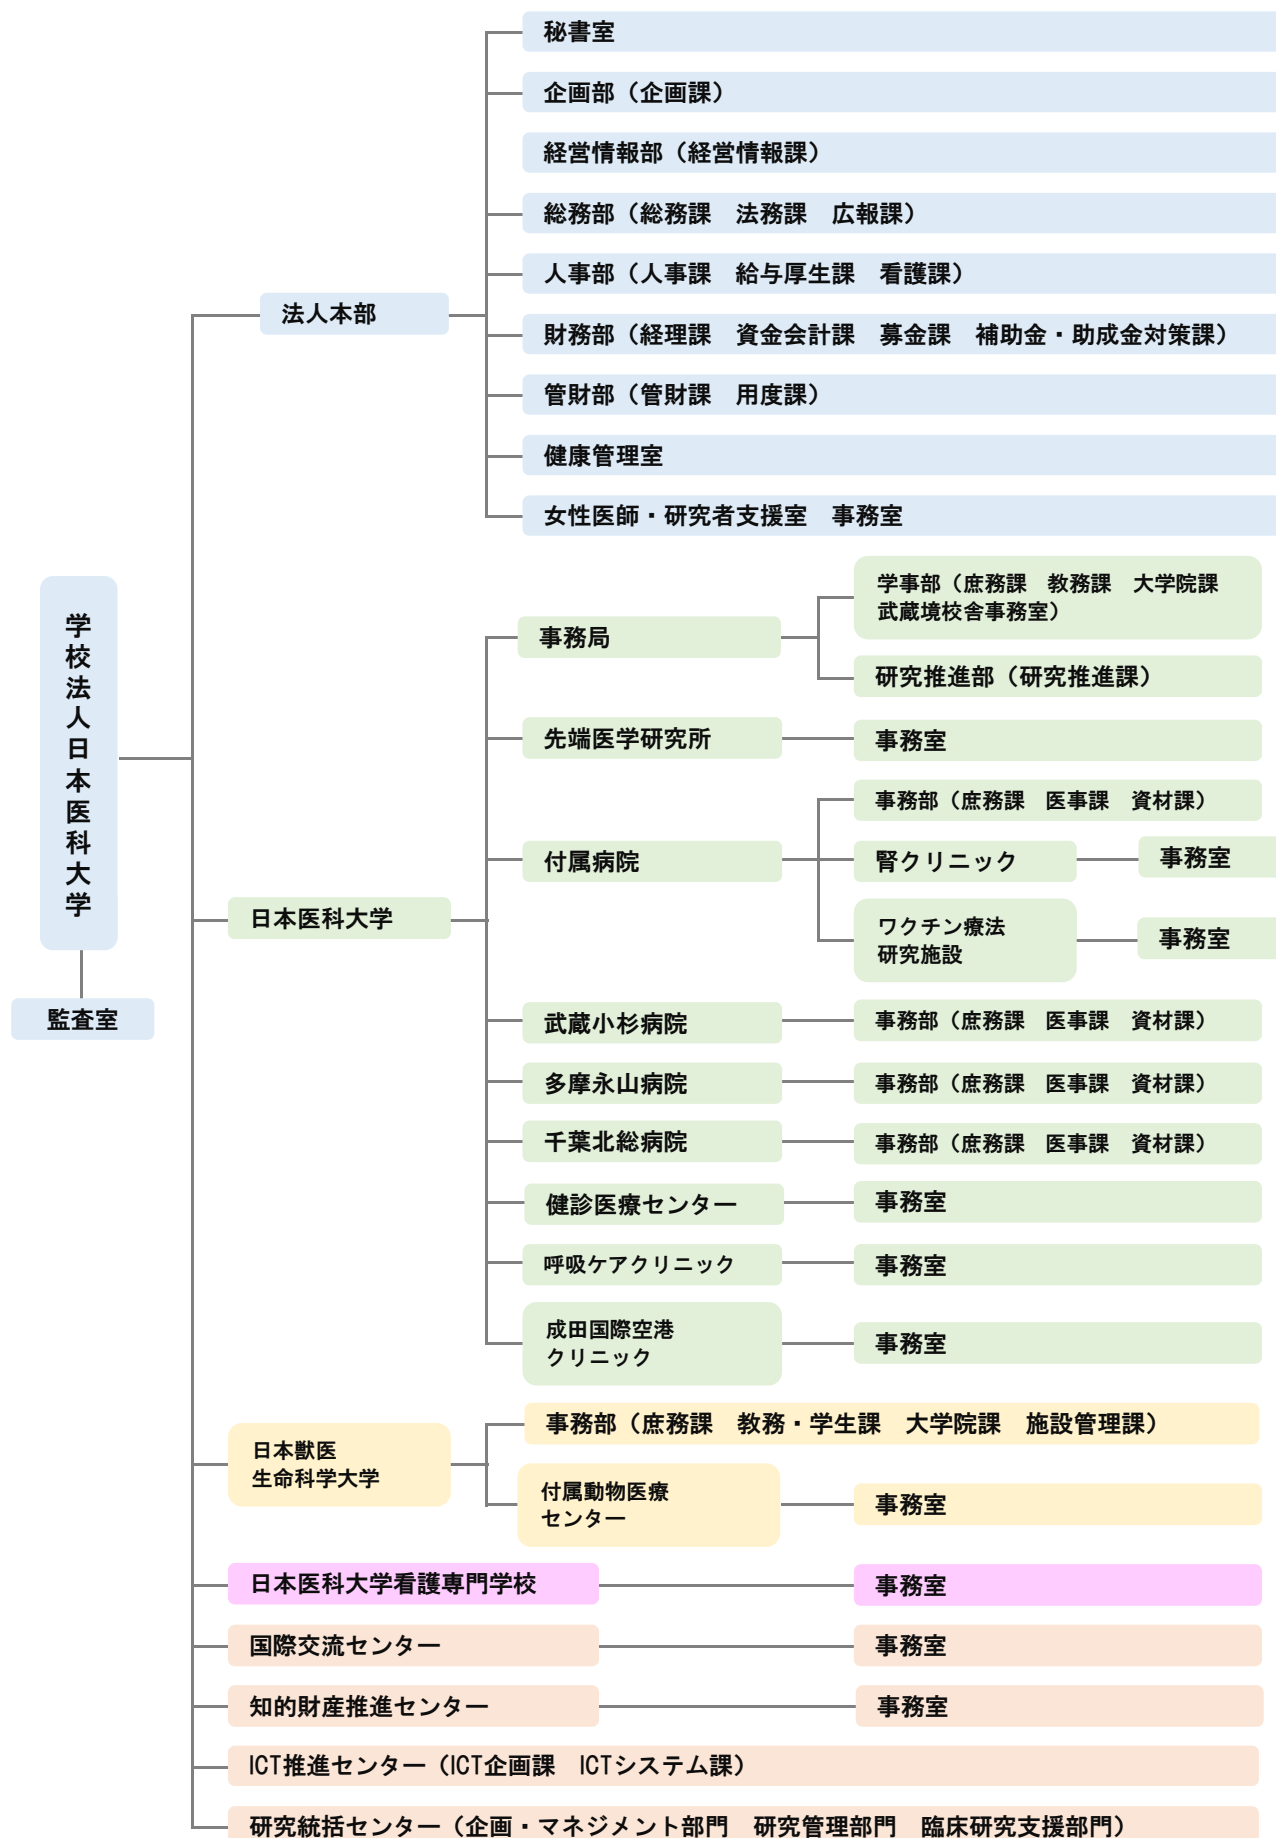 学校法人日本医科大学
監査室
法人本部
秘書室
企画部（企画課）
経営情報部（経営情報課）
総務部（総務課　法務課　広報課）
人事部（人事課　給与厚生課　看護課）
財務部（経理課　資金会計課　募金課　補助金・助成金対策課）
管財部（管財課　用度課）
健康管理室
女性医師・研究者支援室　事務室
日本医科大学
事務局
学事部（庶務課　教務課　大学院課
武蔵境校舎事務室）
研究推進部（研究推進課）
先端医学研究所
事務室
付属病院
事務部（庶務課　医事課　資材課）
腎クリニック
事務室
ワクチン療法
研究施設
事務室
武蔵小杉病院
事務部（庶務課　医事課　資材課）
多摩永山病院
事務部（庶務課　医事課　資材課）
千葉北総病院
事務部（庶務課　医事課　資材課）
健診医療センター
事務室
呼吸ケアクリニック
事務室
成田国際空港
クリニック
事務室
日本獣医
生命科学大学
事務部（庶務課　教務・学生課　大学院課　施設管理課）
付属動物医療
センター
事務室
日本医科大学看護専門学校
事務室
国際交流センター
事務室
知的財産推進センター
事務室
ICT推進センター（ICT企画課　ICTシステム課）
研究統括センター（企画・マネジメント部門　研究管理部門　臨床研究支援部門）